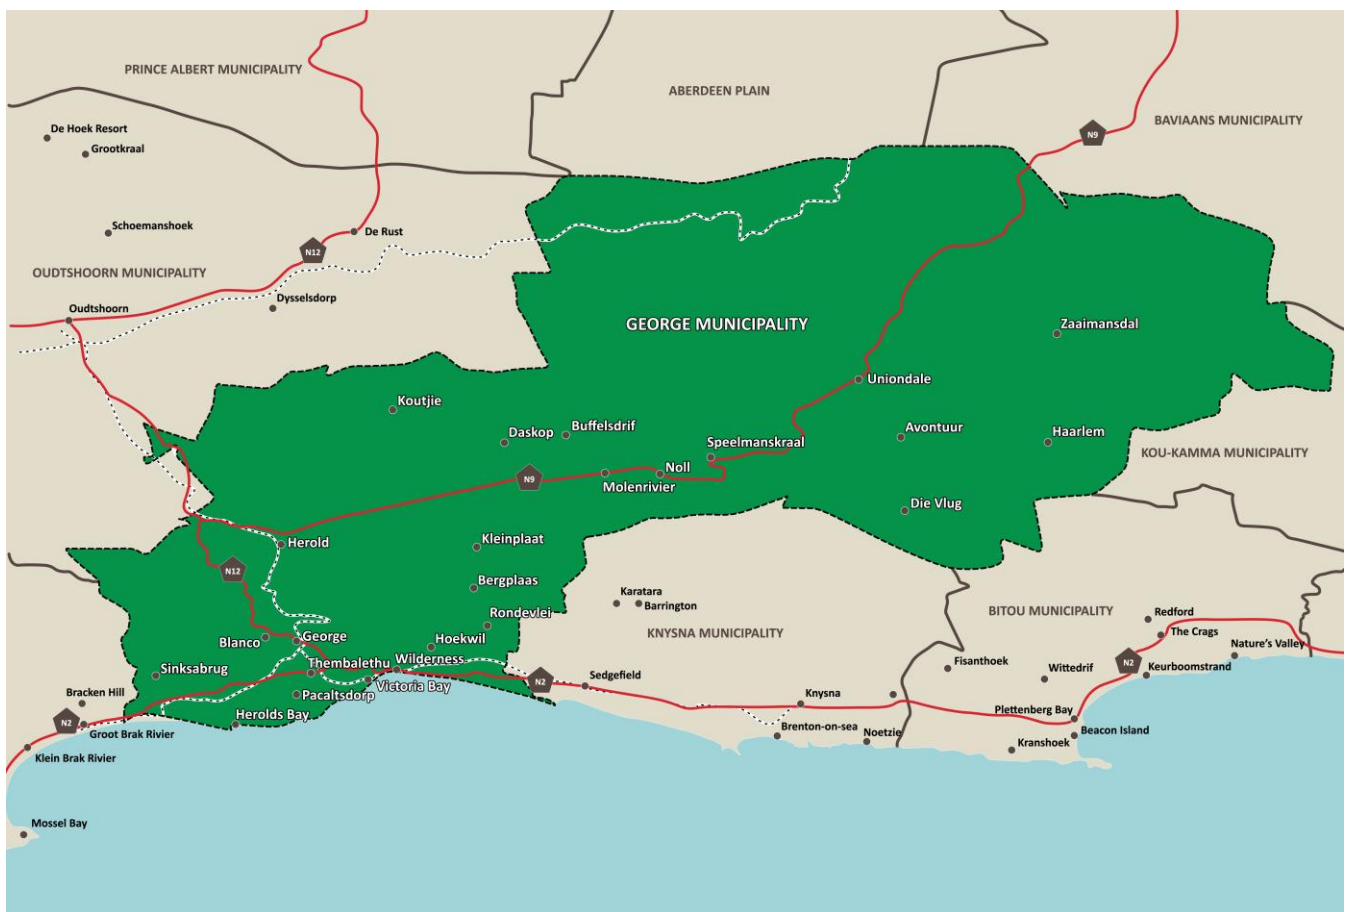 PRINCE ALBERT MUNICIPALITY
ABERDEEN PLAIN
BAVIAANS MUNICIPALITY
N9
De Hoek Resort
Grootkraal
Schoemanshoek
De Rust
N12
OUDTSHOORN MUNICIPALITY
Dysselsdorp
Oudtshoorn
GEORGE MUNICIPALITY
Zaaimansdal
Uniondale
Koutjie
Daskop
Buffelsdrif
Speelmanskraal
Avontuur
Haarlem
KOU-KAMMA MUNICIPALITY
N9
Noll
Molenrivier
Die Vlug
Herold
Kleinplaat
N12
Bergplaas
Karatara
Barrington
Rondevlei
KNYSNA MUNICIPALITY
BITOU MUNICIPALITY
Redford
The Crags
Nature's Valley
Blanco
George
Hoekwil
Wilderness
Thembalethu
Sinksabrug
Victoria Bay
N2
Sedgefield
Fisanthoek
Wittedrif
N2
Keurboomstrand
Bracken Hill
Pacaltsdorp
Knysna
Plettenberg Bay
Herolds Bay
N2
Groot Brak Rivier
Brenton-on-sea
Noetzie
Beacon Island
Kranshoek
Klein Brak Rivier
Mossel Bay